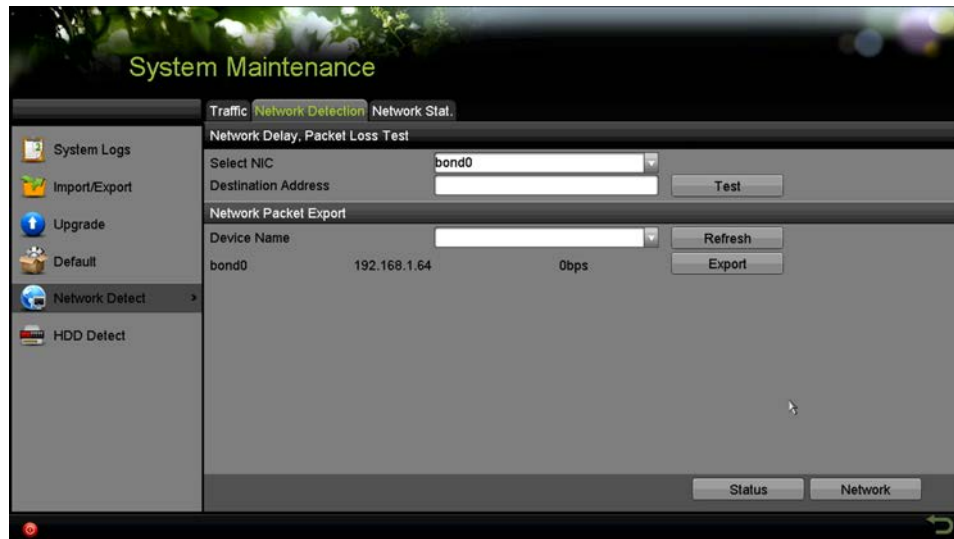 System Maintenance
Traffic Network Detection Network Stat.
System Logs
Import/Export
Upgrade
Default
Network Detect
HDD Detect
Network Delay, Packet Loss Test
Select NIC bond0
Destination Address Test
Network Packet Export
Device Name Refresh
bond0 192.168.1.64 0bps Export
Status Network